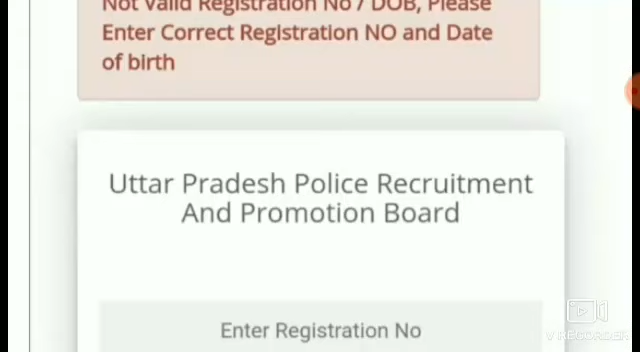 Not Valid Registration No / DOB, Please
Enter Correct Registration NO and Date
of birth
Uttar Pradesh Police Recruitment
And Promotion Board
Enter Registration No
V RECORDER